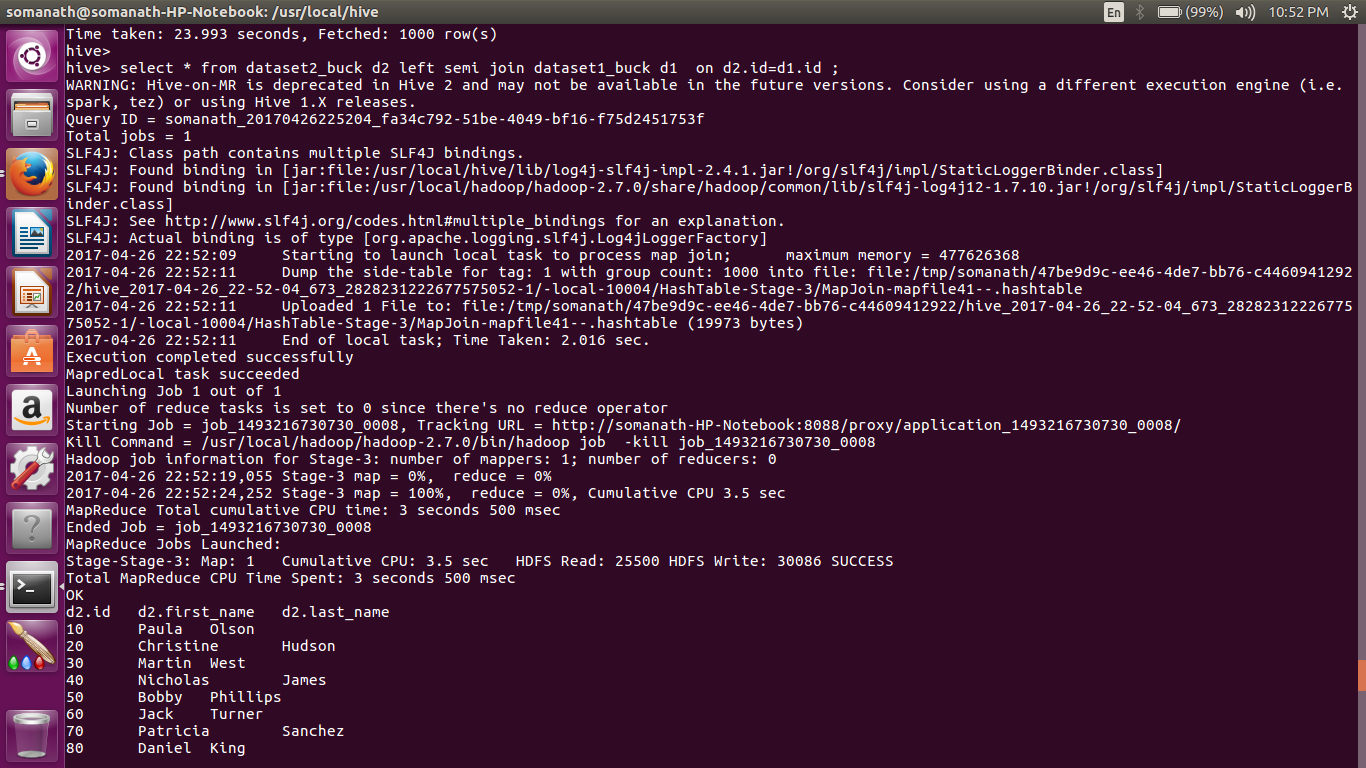 somanath@somanath-HP-Notebook: /usr/local/hive
En
(99%)
10:52 PM
Time taken: 23.993 seconds, Fetched: 1000 row(s)
hive>
hive> select * from dataset2_buck d2 left semi join dataset1_buck d1  on d2.id=d1.id ;
WARNING: Hive-on-MR is deprecated in Hive 2 and may not be available in the future versions. Consider using a different execution engine (i.e.
spark, tez) or using Hive 1.X releases.
Query ID = somanath_20170426225204_fa34c792-51be-4049-bf16-f75d2451753f
Total jobs = 1
SLF4J: Class path contains multiple SLF4J bindings.
SLF4J: Found binding in [jar:file:/usr/local/hive/lib/log4j-slf4j-impl-2.4.1.jar!/org/slf4j/impl/StaticLoggerBinder.class]
SLF4J: Found binding in [jar:file:/usr/local/hadoop/hadoop-2.7.0/share/hadoop/common/lib/slf4j-log4j12-1.7.10.jar!/org/slf4j/impl/StaticLoggerB
inder.class]
SLF4J: See http://www.slf4j.org/codes.html#multiple_bindings for an explanation.
SLF4J: Actual binding is of type [org.apache.logging.slf4j.Log4jLoggerFactory]
2017-04-26 22:52:09     Starting to launch local task to process map join;      maximum memory = 477626368
2017-04-26 22:52:11     Dump the side-table for tag: 1 with group count: 1000 into file: file:/tmp/somanath/47be9d9c-ee46-4de7-bb76-c4460941292
2/hive_2017-04-26_22-52-04_673_2828231222677575052-1/-local-10004/HashTable-Stage-3/MapJoin-mapfile41--.hashtable
2017-04-26 22:52:11     Uploaded 1 File to: file:/tmp/somanath/47be9d9c-ee46-4de7-bb76-c44609412922/hive_2017-04-26_22-52-04_673_28282312226775
75052-1/-local-10004/HashTable-Stage-3/MapJoin-mapfile41--.hashtable (19973 bytes)
2017-04-26 22:52:11     End of local task; Time Taken: 2.016 sec.
Execution completed successfully
MapredLocal task succeeded
Launching Job 1 out of 1
Number of reduce tasks is set to 0 since there's no reduce operator
Starting Job = job_1493216730730_0008, Tracking URL = http://somanath-HP-Notebook:8088/proxy/application_1493216730730_0008/
Kill Command = /usr/local/hadoop/hadoop-2.7.0/bin/hadoop job  -kill job_1493216730730_0008
Hadoop job information for Stage-3: number of mappers: 1; number of reducers: 0
2017-04-26 22:52:19,055 Stage-3 map = 0%,  reduce = 0%
2017-04-26 22:52:24,252 Stage-3 map = 100%,  reduce = 0%, Cumulative CPU 3.5 sec
MapReduce Total cumulative CPU time: 3 seconds 500 msec
Ended Job = job_1493216730730_0008
MapReduce Jobs Launched:
Stage-Stage-3: Map: 1   Cumulative CPU: 3.5 sec   HDFS Read: 25500 HDFS Write: 30086 SUCCESS
Total MapReduce CPU Time Spent: 3 seconds 500 msec
OK
d2.id   d2.first_name   d2.last_name
10      Paula   Olson
20      Christine       Hudson
30      Martin  West
40      Nicholas        James
50      Bobby   Phillips
60      Jack    Turner
70      Patricia        Sanchez
80      Daniel  King